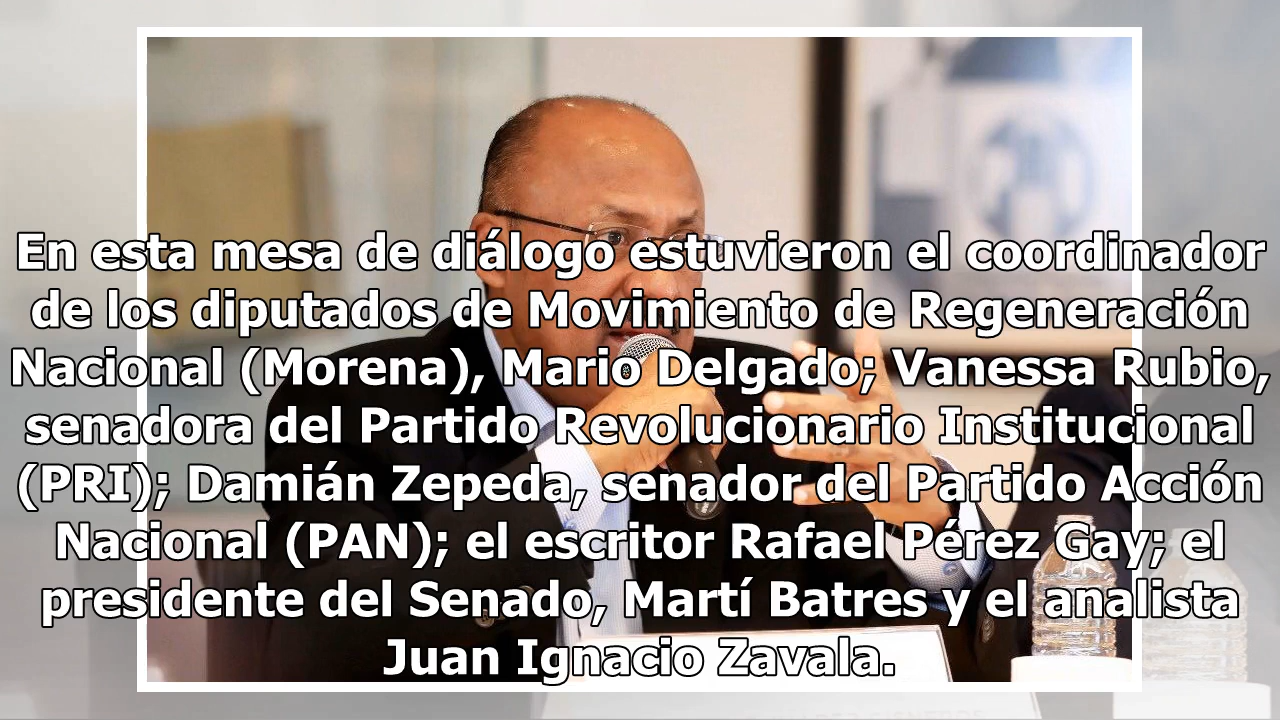 En esta mesa de diálogo estuvieron el coordinador
de los diputados de Movimiento de Regeneración
Nacional (Morena), Mario Delgado; Vanessa Rubio,
senadora del Partido Revolucionario Institucional
(PRI); Damián Zepeda, senador del Partido Acción
Nacional (PAN); el escritor Rafael Pérez Gay; el
presidente del Senado, Martí Batres y el analista
Juan Ignacio Zavala.